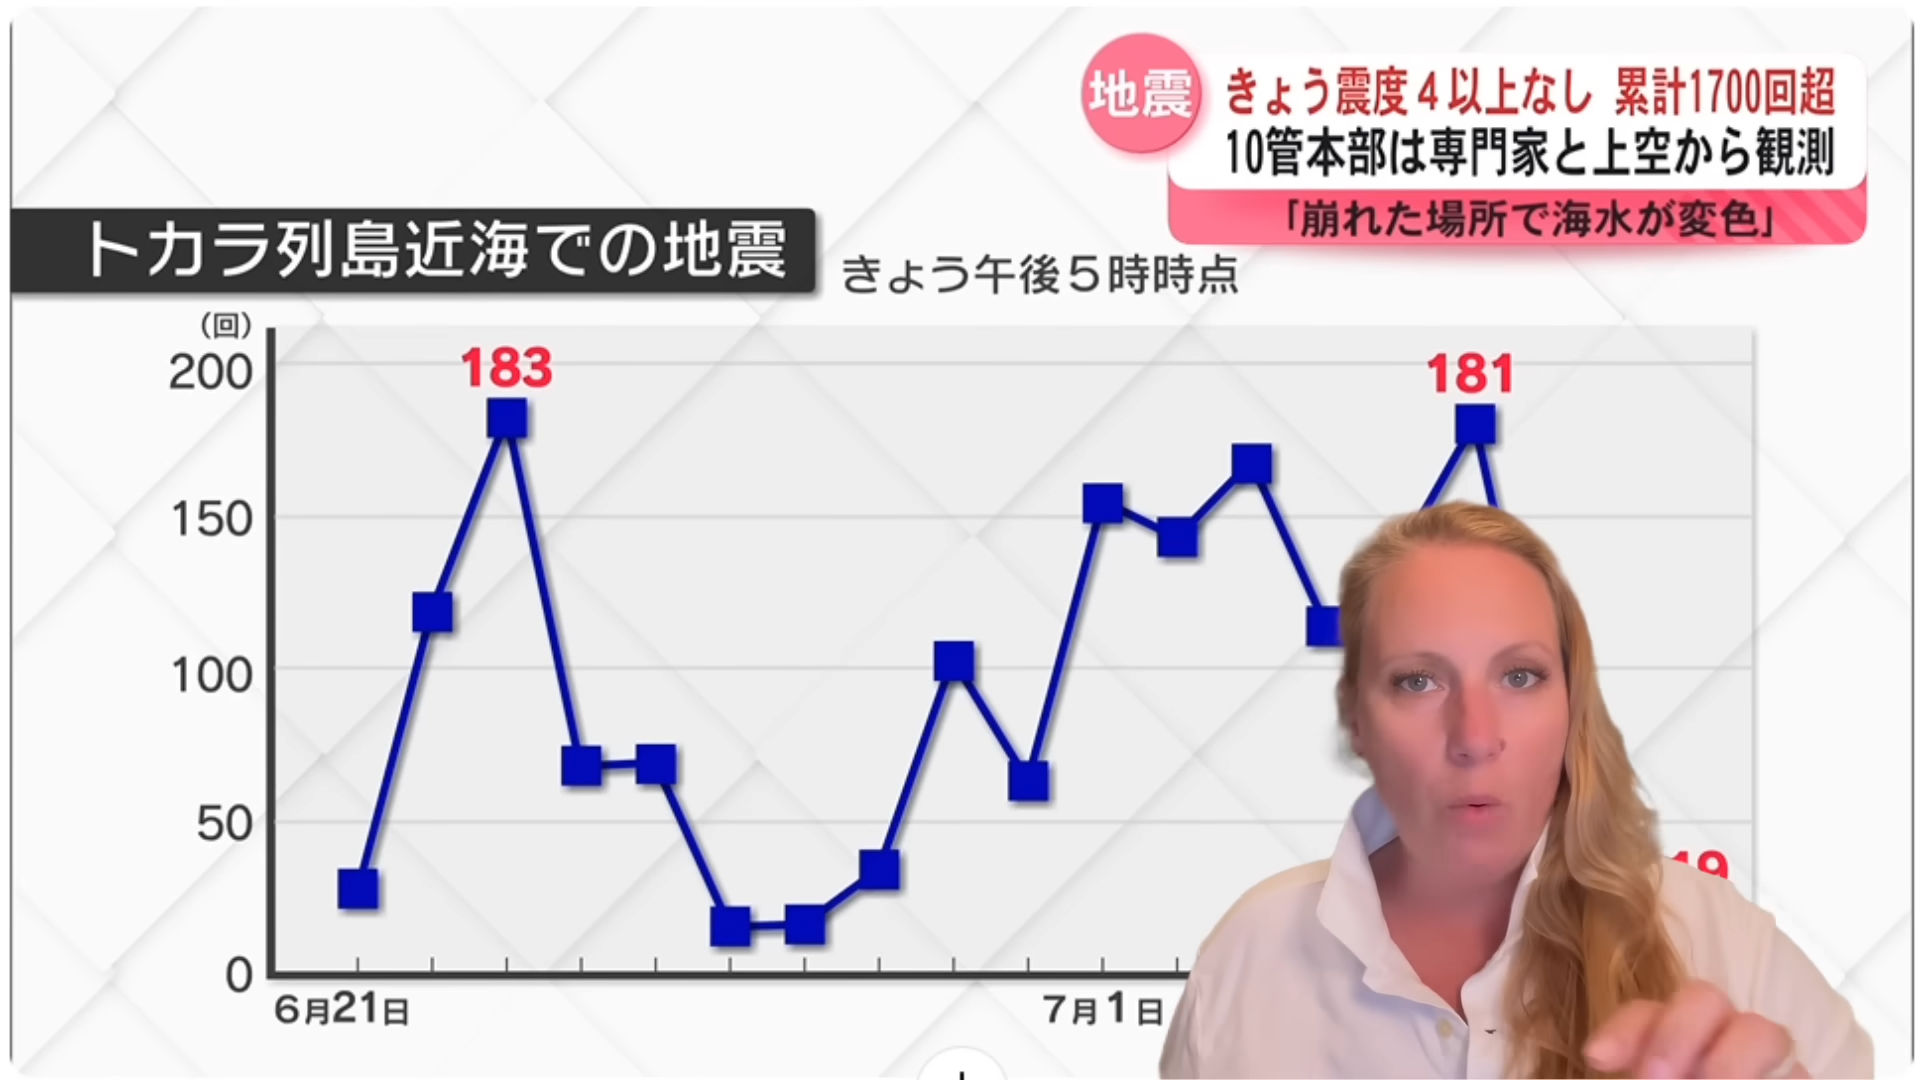 地震
きょう震度4以上なし 累計1700回超
10管本部は専門家と上空から観測
「崩れた場所で海水が変色」
トカラ列島近海での地震
きょう午後5時時点
(回)
200
183
181
150
100
50
19
0
6月21日
7月1日